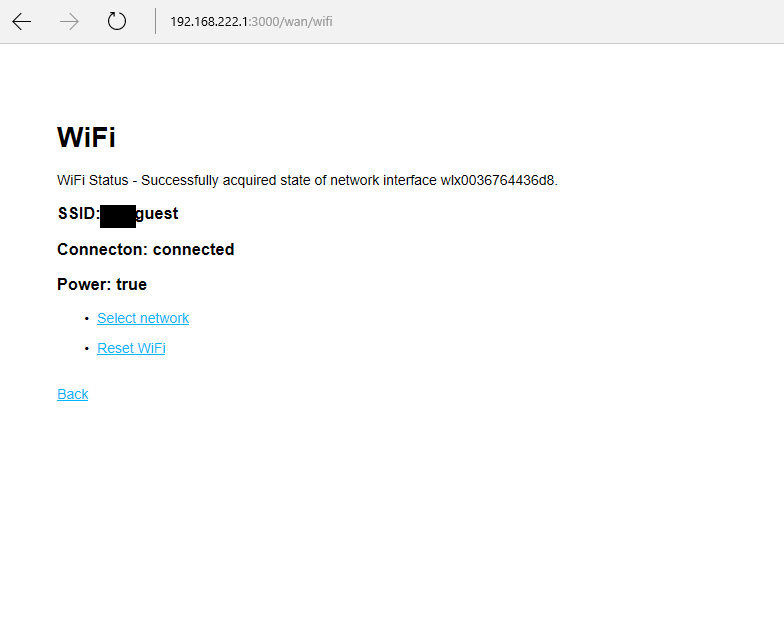 192.168.222.1:3000/wan/wifi
WiFi
WiFi Status - Successfully acquired state of network interface wlx0036764436d8.
SSID: guest
Connecton: connected
Power: true
• Select network
• Reset WiFi
Back